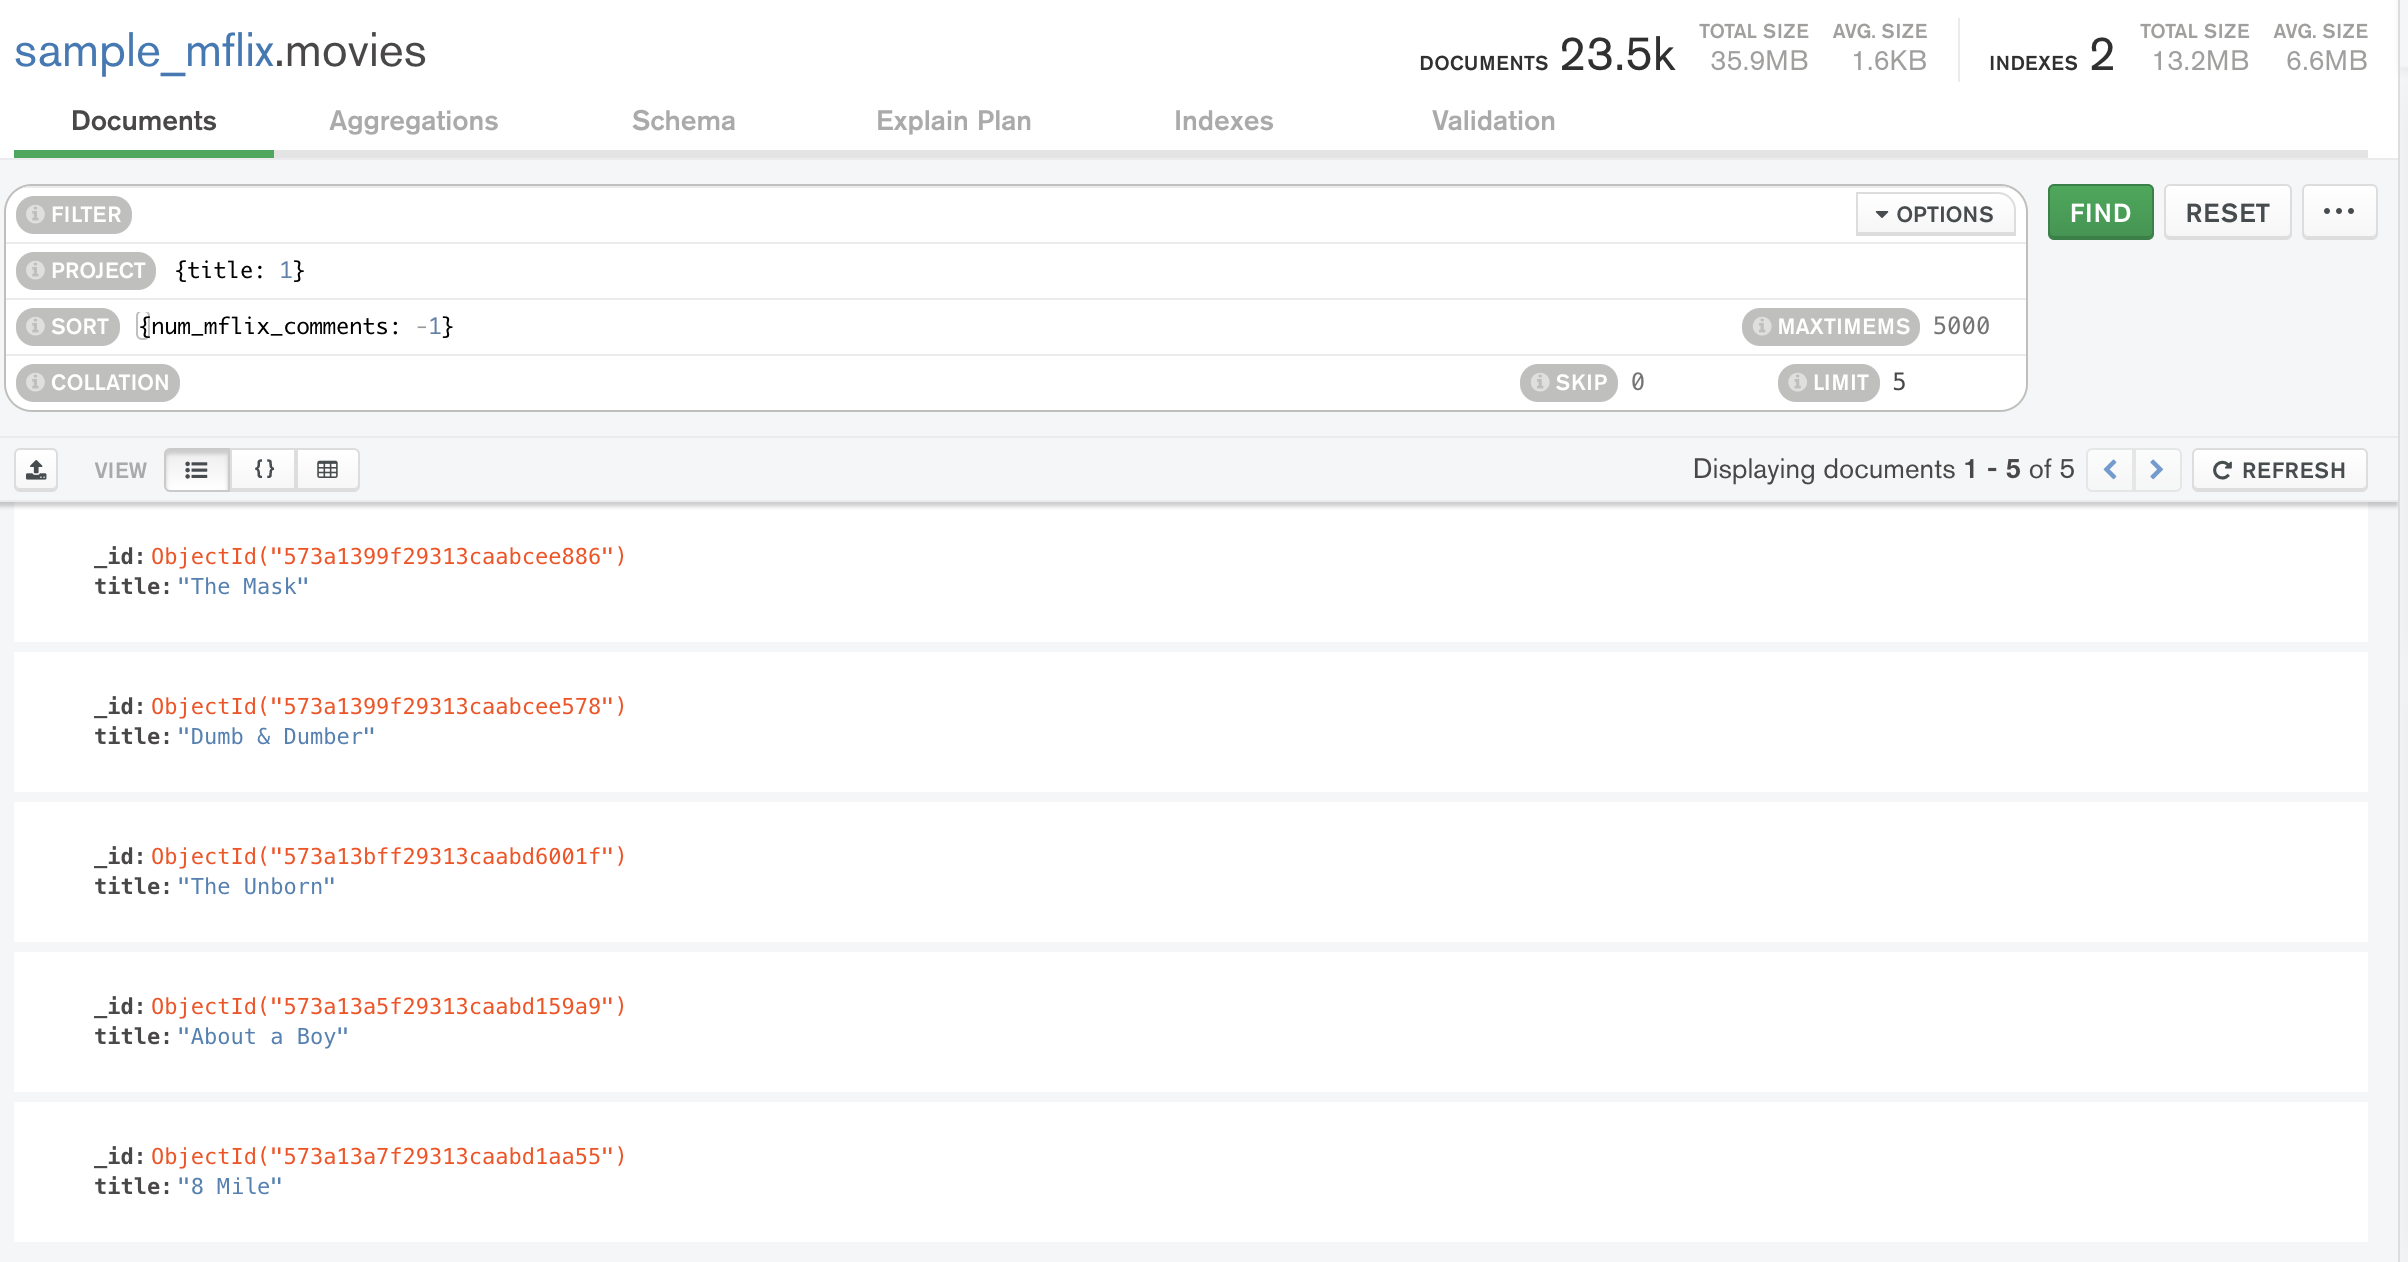 sample_mflix.movies
DOCUMENTS 23.5k TOTAL SIZE 35.9MB AVG. SIZE 1.6KB INDEXES 2 TOTAL SIZE 13.2MB AVG. SIZE 6.6MB
Documents Aggregations Schema Explain Plan Indexes Validation
FILTER OPTIONS FIND RESET ...
PROJECT {title: 1}
SORT {num_mflix_comments: -1} MAXTIMEMS 5000
COLLATION SKIP 0 LIMIT 5
VIEW {} Displaying documents 1 - 5 of 5 < > REFRESH
_id: ObjectId("573a1399f29313caabcee886")
title: "The Mask"
_id: ObjectId("573a1399f29313caabcee578")
title: "Dumb & Dumber"
_id: ObjectId("573a13bff29313caabd6001f")
title: "The Unborn"
_id: ObjectId("573a13a5f29313caabd159a9")
title: "About a Boy"
_id: ObjectId("573a13a7f29313caabd1aa55")
title: "8 Mile"